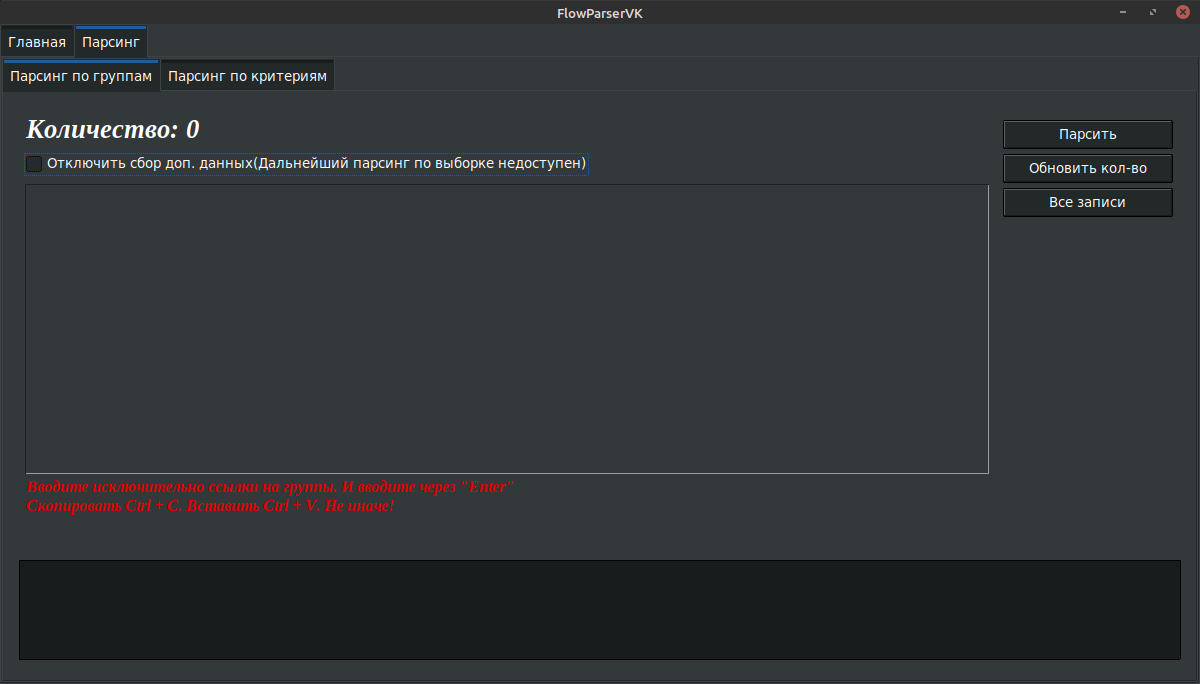 FlowParserVK
Главная Парсинг
Парсинг по группам Парсинг по критериям
Количество: 0
Отключить сбор доп. данных(Дальнейший парсинг по выборке недоступен)
Парсить
Обновить кол-во
Все записи
Вводите исключительно ссылки на группы. И вводите через "Enter"
Скопировать Ctrl + C. Вставить Ctrl + V. Не иначе!